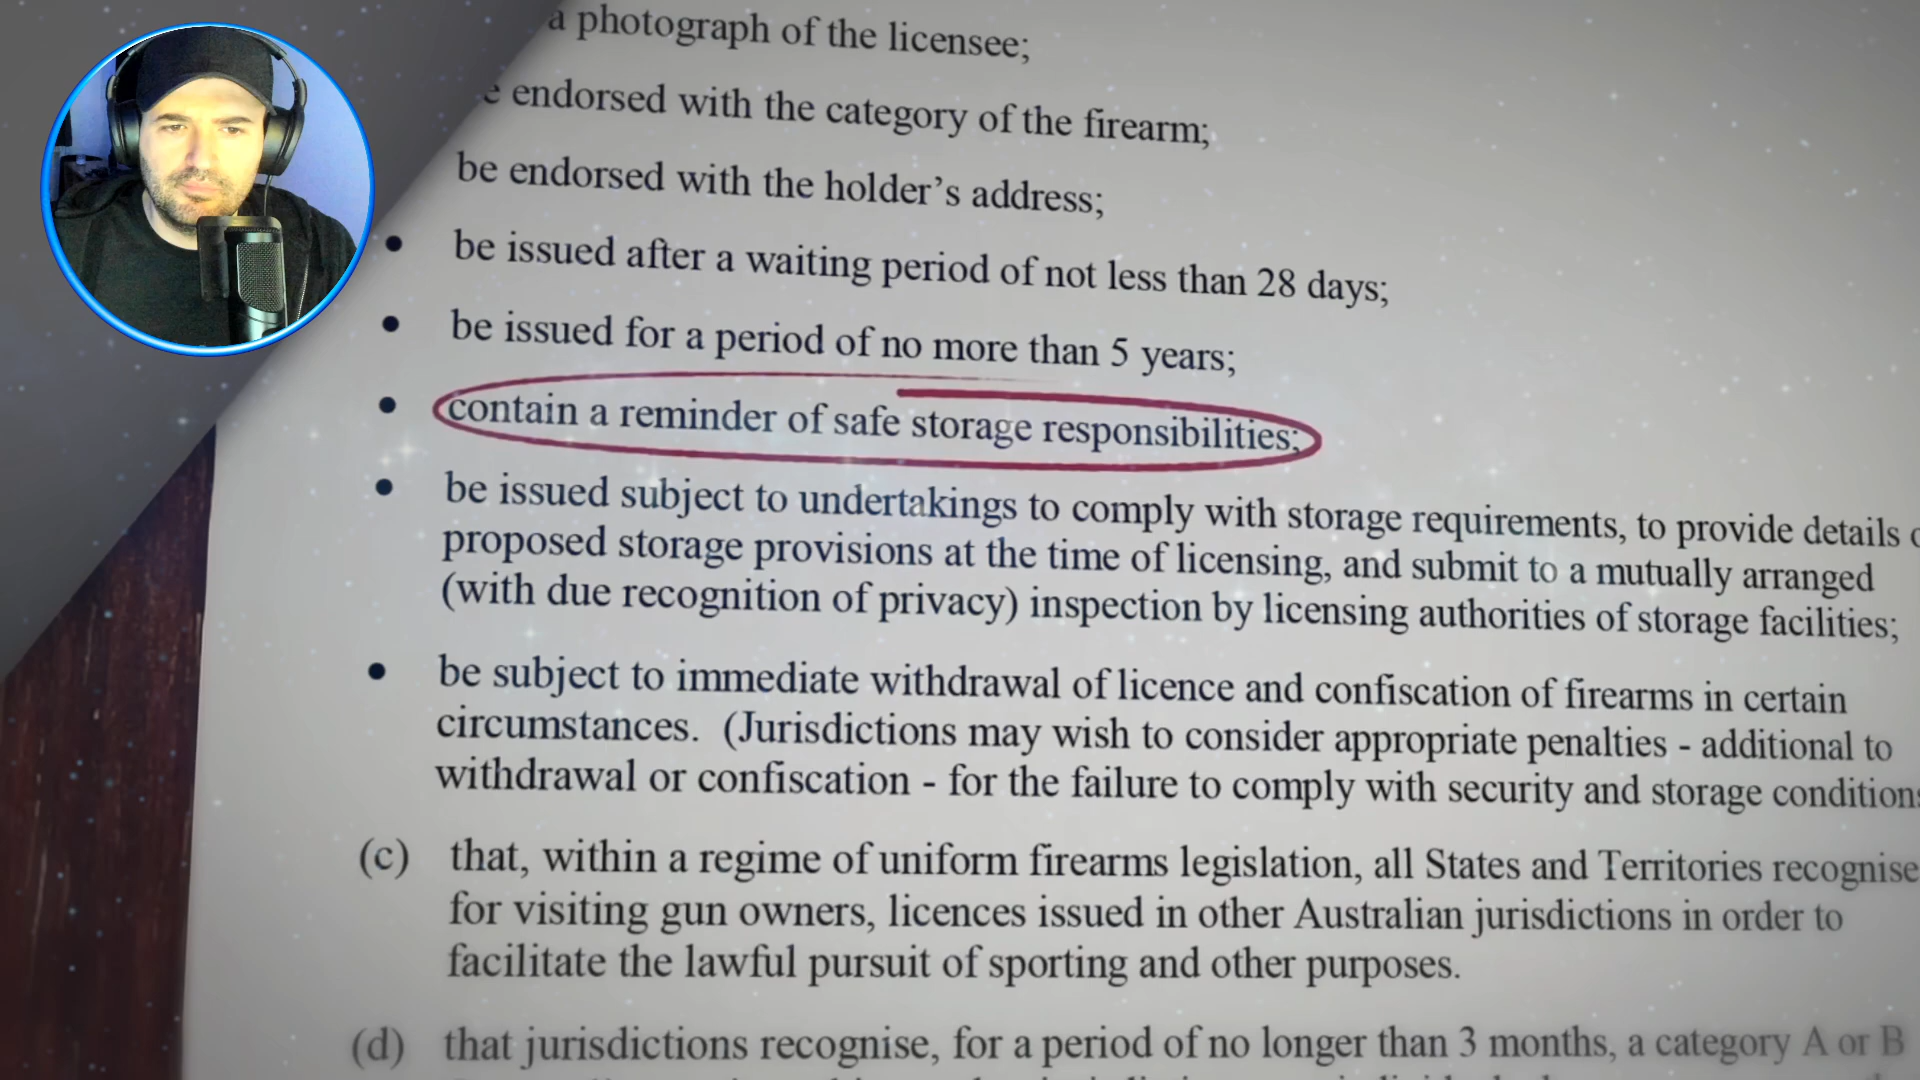 a photograph of the licensee;
endorsed with the category of the firearm;
be endorsed with the holder's address;
• be issued after a waiting period of not less than 28 days;
• be issued for a period of no more than 5 years;
• contain a reminder of safe storage responsibilities;
• be issued subject to undertakings to comply with storage requirements, to provide details
proposed storage provisions at the time of licensing, and submit to a mutually arranged
(with due recognition of privacy) inspection by licensing authorities of storage facilities;
• be subject to immediate withdrawal of licence and confiscation of firearms in certain
circumstances. (Jurisdictions may wish to consider appropriate penalties - additional to
withdrawal or confiscation - for the failure to comply with security and storage conditions
(c) that, within a regime of uniform firearms legislation, all States and Territories recognise
for visiting gun owners, licences issued in other Australian jurisdictions in order to
facilitate the lawful pursuit of sporting and other purposes.
(d) that jurisdictions recognise, for a period of no longer than 3 months, a category A or B